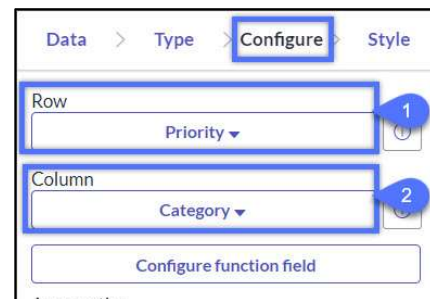 Data > Type > Configure > Style
Row
Priority
1
Column
Category
2
Configure function field